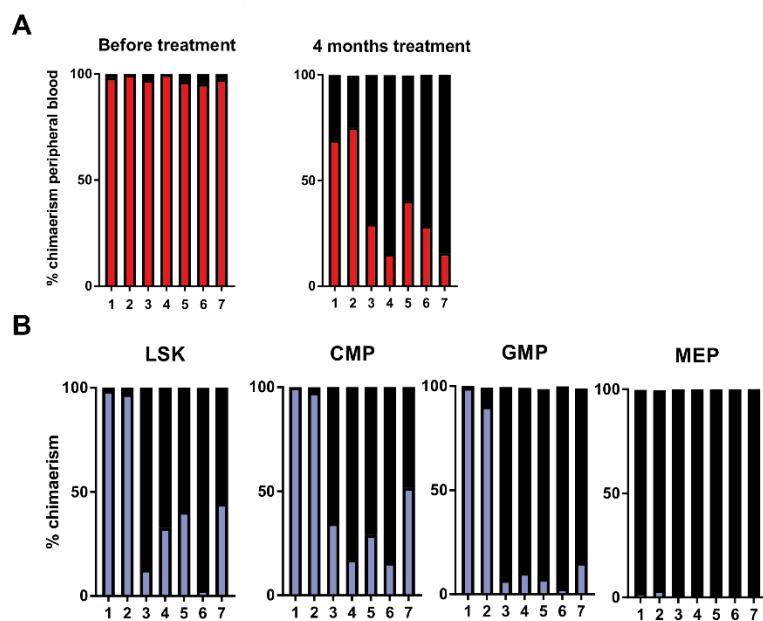 A
Before treatment
4 months treatment
% chimaerism peripheral blood
100
50
0
1 2 3 4 5 6 7
100
50
0
1 2 3 4 5 6 7
B
LSK
CMP
GMP
MEP
% chimaerism
100
50
0
1 2 3 4 5 6 7
100
50
0
1 2 3 4 5 6 7
100
50
0
1 2 3 4 5 6 7
100
50
0
1 2 3 4 5 6 7